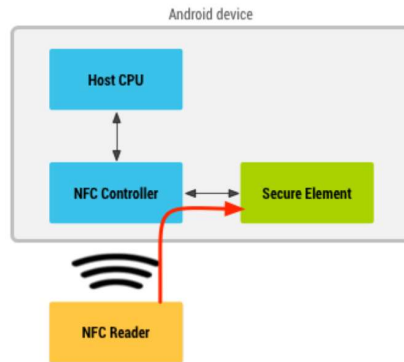 Android device
Host CPU
NFC Controller
Secure Element
NFC Reader